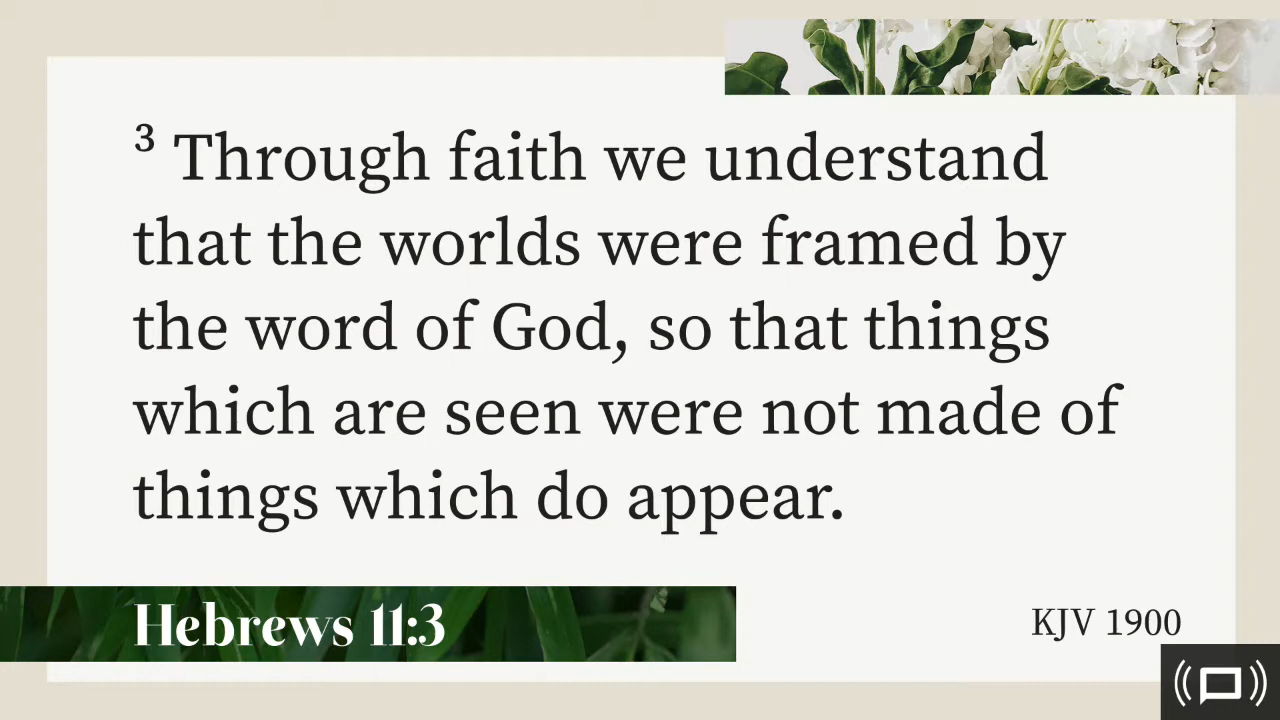 ³ Through faith we understand
that the worlds were framed by
the word of God, so that things
which are seen were not made of
things which do appear.
Hebrews 11:3
KJV 1900